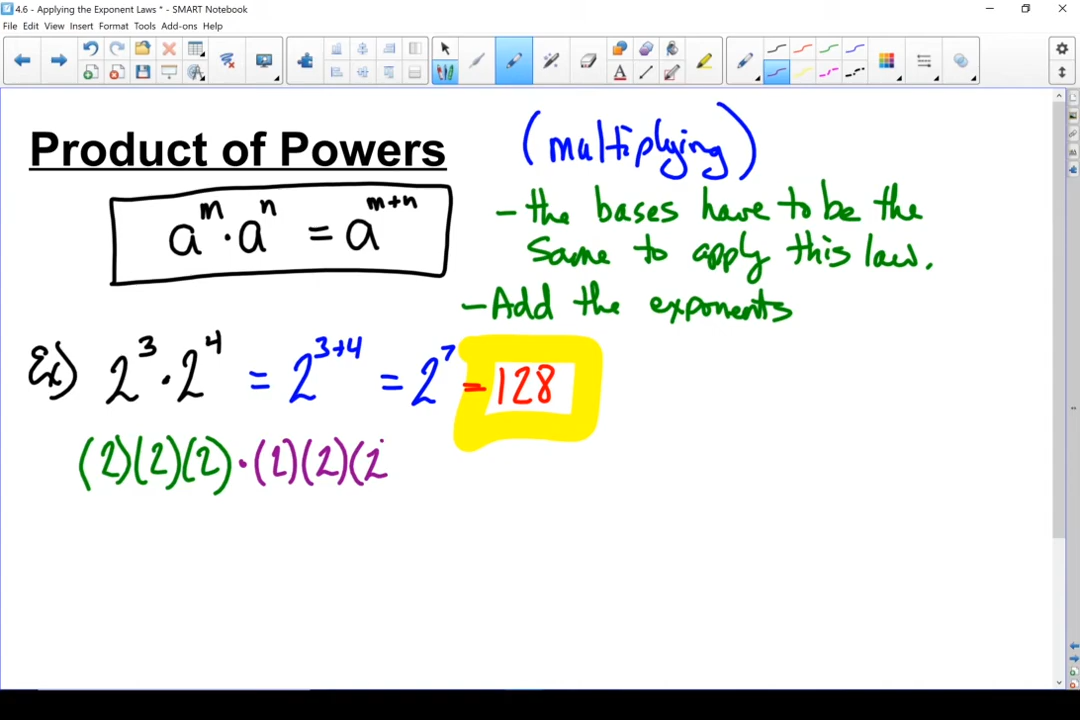 4.6 - Applying the Exponent Laws * - SMART Notebook
File Edit View Insert Format Tools Add-ons Help
Product of Powers
(multiplying)
a^m · a^n = a^(m+n)
- the bases have to be the
same to apply this law.
- Add the exponents
Ex) 2^3 · 2^4 = 2^(3+4) = 2^7 = 128
(2)(2)(2) · (2)(2)(2